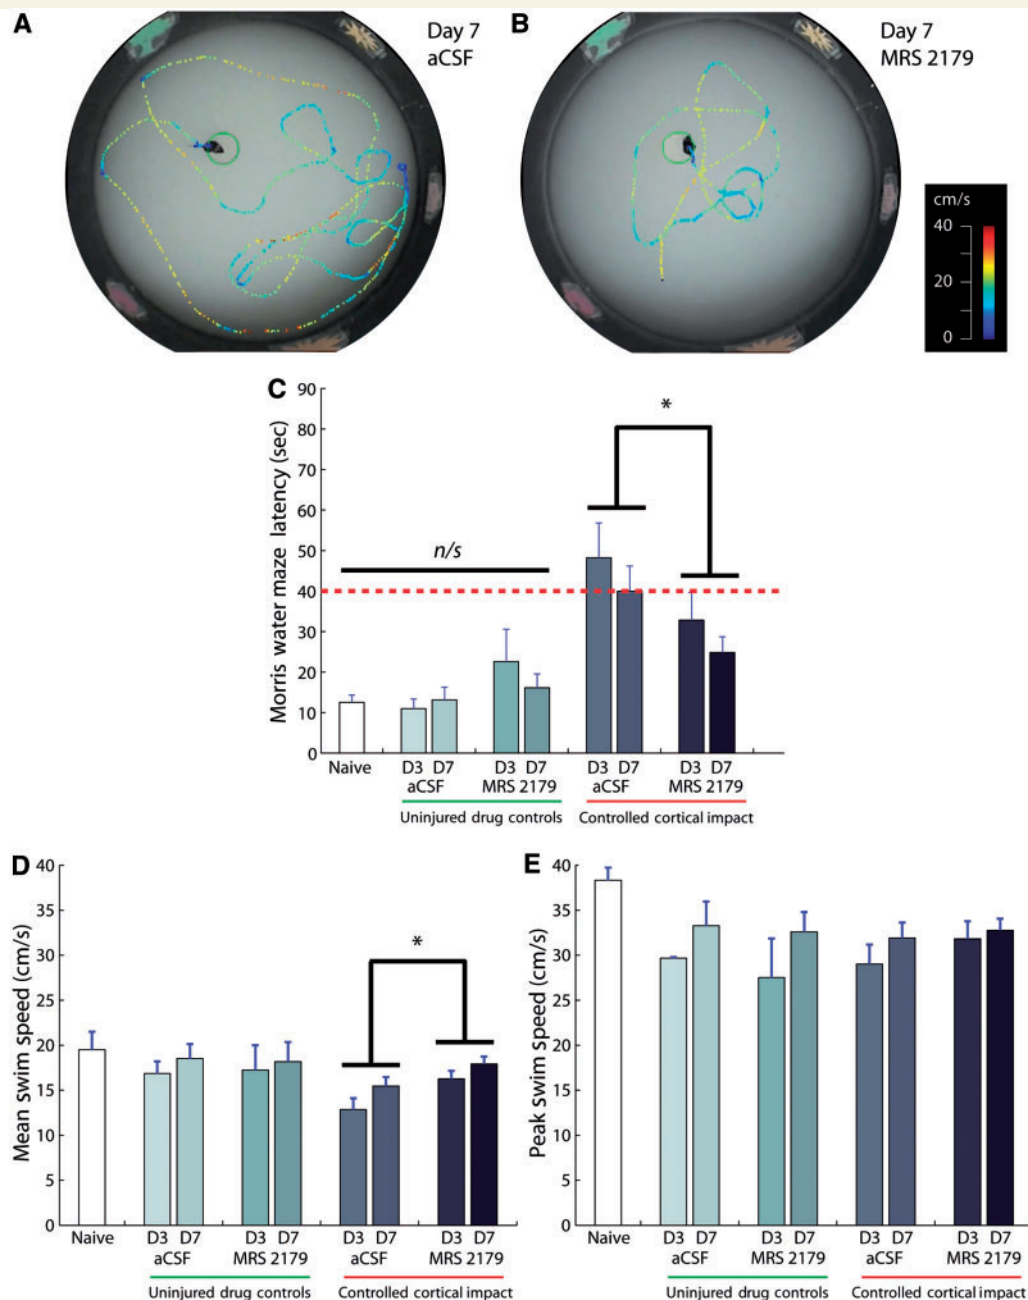 A
Day 7
aCSF
B
Day 7
MRS 2179
cm/s
40
20
0
C
Morris water maze latency (sec)
90
80
70
60
50
40
30
20
10
0
n/s
*
Naive
D3 D7 D3 D7 D3 D7 D3 D7
aCSF MRS 2179 aCSF MRS 2179
Uninjured drug controls Controlled cortical impact
D
Mean swim speed (cm/s)
40
35
30
25
20
15
10
5
0
*
Naive
D3 D7 D3 D7 D3 D7 D3 D7
aCSF MRS 2179 aCSF MRS 2179
Uninjured drug controls Controlled cortical impact
E
Peak swim speed (cm/s)
40
35
30
25
20
15
10
5
0
Naive
D3 D7 D3 D7 D3 D7 D3 D7
aCSF MRS 2179 aCSF MRS 2179
Uninjured drug controls Controlled cortical impact